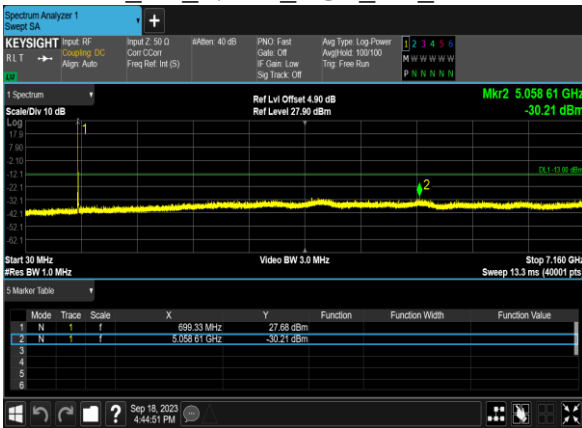 Spectrum Analyzer 1
Swept SA
+
KEYSIGHT Input: RF Input Z: 50 Ω #Atten: 40 dB PNO: Fast Avg Type: Log-Power 1 2 3 4 5 6
RLT Coupling: DC Corr CCorr Gate: Off Avg|Hold: 100/100 M W W W W W
Align: Auto Freq Ref: Int (S) IF Gain: Low Trig: Free Run
LW Sig Track: Off P N N N N N
1 Spectrum Ref Lvl Offset 4.90 dB Mkr2 5.058 61 GHz
Scale/Div 10 dB Ref Level 27.90 dBm -30.21 dBm
Log
17.9 1
7.90
-2.10
-12.1 DL1 -13.00 dBm
-22.1 2
-32.1
-42.1
-52.1
-62.1
Start 30 MHz Video BW 3.0 MHz Stop 7.160 GHz
#Res BW 1.0 MHz Sweep 13.3 ms (40001 pts
5 Marker Table
Mode Trace Scale X Y Function Function Width Function Value
1 N 1 f 699.33 MHz 27.68 dBm
2 N 1 f 5.058 61 GHz -30.21 dBm
3
4
5
6
? Sep 18, 2023
4:44:51 PM